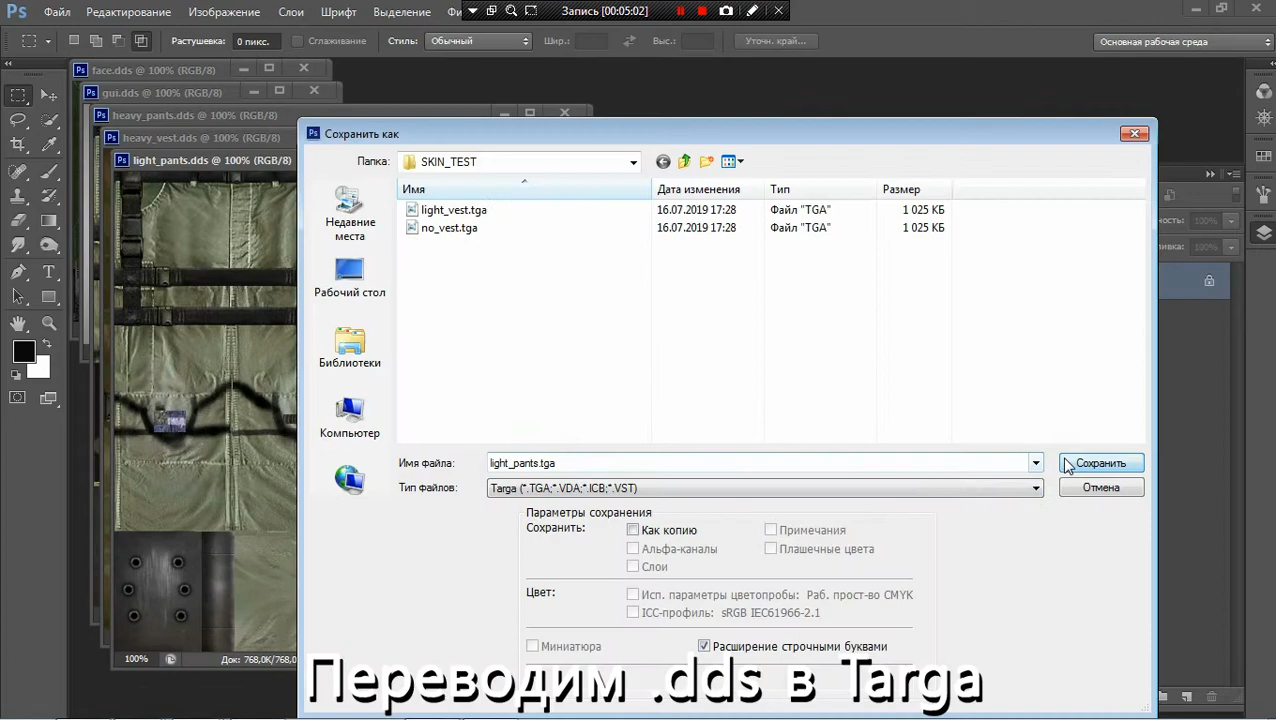 Ps Файл Редактирование Изображение Слои Шрифт Выделение Запись [00:05:02]
Растушевка: 0 пикс. Сглаживание Стиль: Обычный Шир.: Выс.: Уточн. край... Основная рабочая среда
face.dds @ 100% (RGB/8)
gui.dds @ 100% (RGB/8)
heavy_pants.dds @ 100% (RGB/8)
heavy_vest.dds @ 100% (RGB/8)
light_pants.dds @ 100% (RGB/8)
Сохранить как
Папка: SKIN_TEST
Имя Дата изменения Тип Размер
light_vest.tga 16.07.2019 17:28 Файл "TGA" 1 025 КБ
no_vest.tga 16.07.2019 17:28 Файл "TGA" 1 025 КБ
Недавние места
Рабочий стол
Библиотеки
Компьютер
Имя файла: light_pants.tga Сохранить
Тип файлов: Targa (*.TGA;*.VDA;*.ICB;*.VST) Отмена
Параметры сохранения
Сохранить: Как копию Примечания
Альфа-каналы Плашечные цвета
Слои
Цвет: Исп. параметры цветопробы: Раб. прост-во CMYK
ICC-профиль: sRGB IEC61966-2.1
Миниатюра Расширение строчными буквами
100% Док: 768,0K/768,0
Переводим .dds в Targa